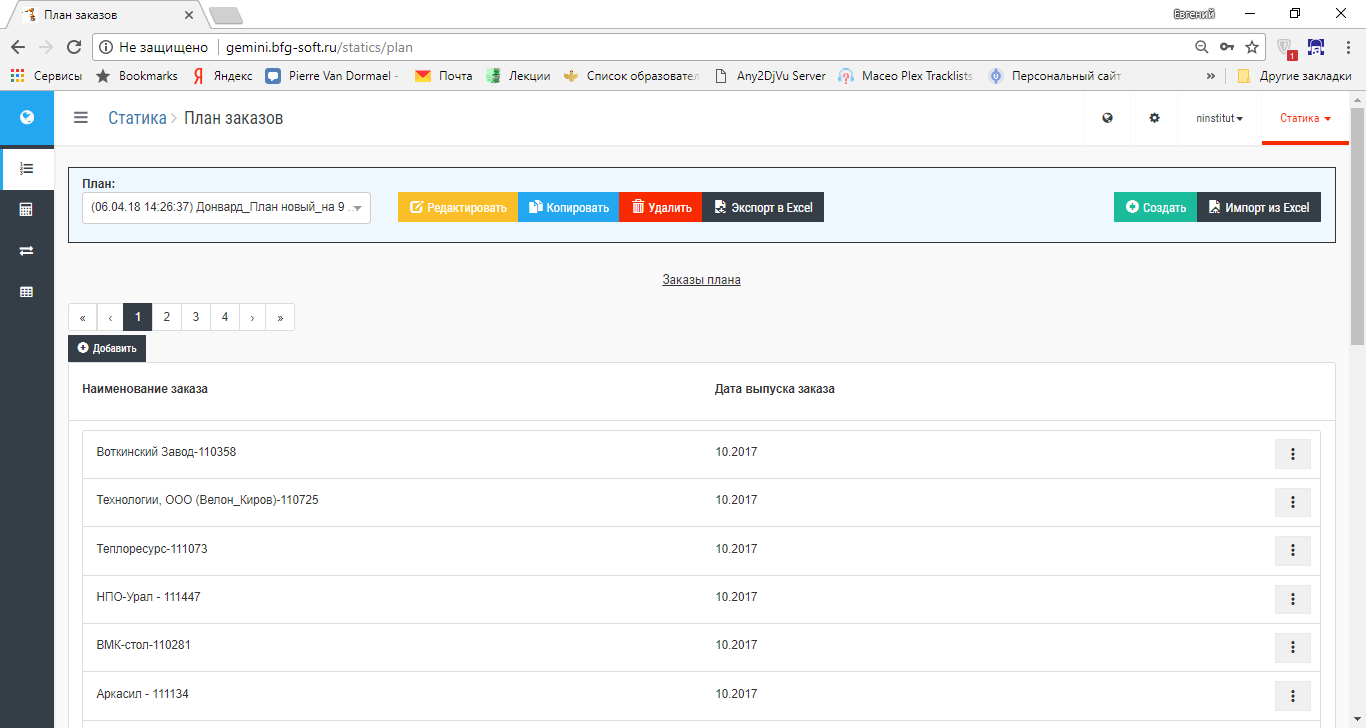 План заказов
Евгений
Не защищено gemini.bfg-soft.ru/statics/plan
1
Сервисы Bookmarks Яндекс Pierre Van Dormael - Почта Лекции Список образовател Any2DjVu Server Maceo Plex Tracklists Персональный сайт » Другие закладки
Статика > План заказов ninstitut Статика
План:
(06.04.18 14:26:37) Донвард_План новый_на 9 ... Редактировать Копировать Удалить Экспорт в Excel Создать Импорт из Excel
Заказы плана
« ‹ 1 2 3 4 › »
Добавить
Наименование заказа Дата выпуска заказа
Воткинский Завод-110358 10.2017
Технологии, ООО (Велон_Киров)-110725 10.2017
Теплоресурс-111073 10.2017
НПО-Урал - 111447 10.2017
ВМК-стол-110281 10.2017
Аркасил - 111134 10.2017